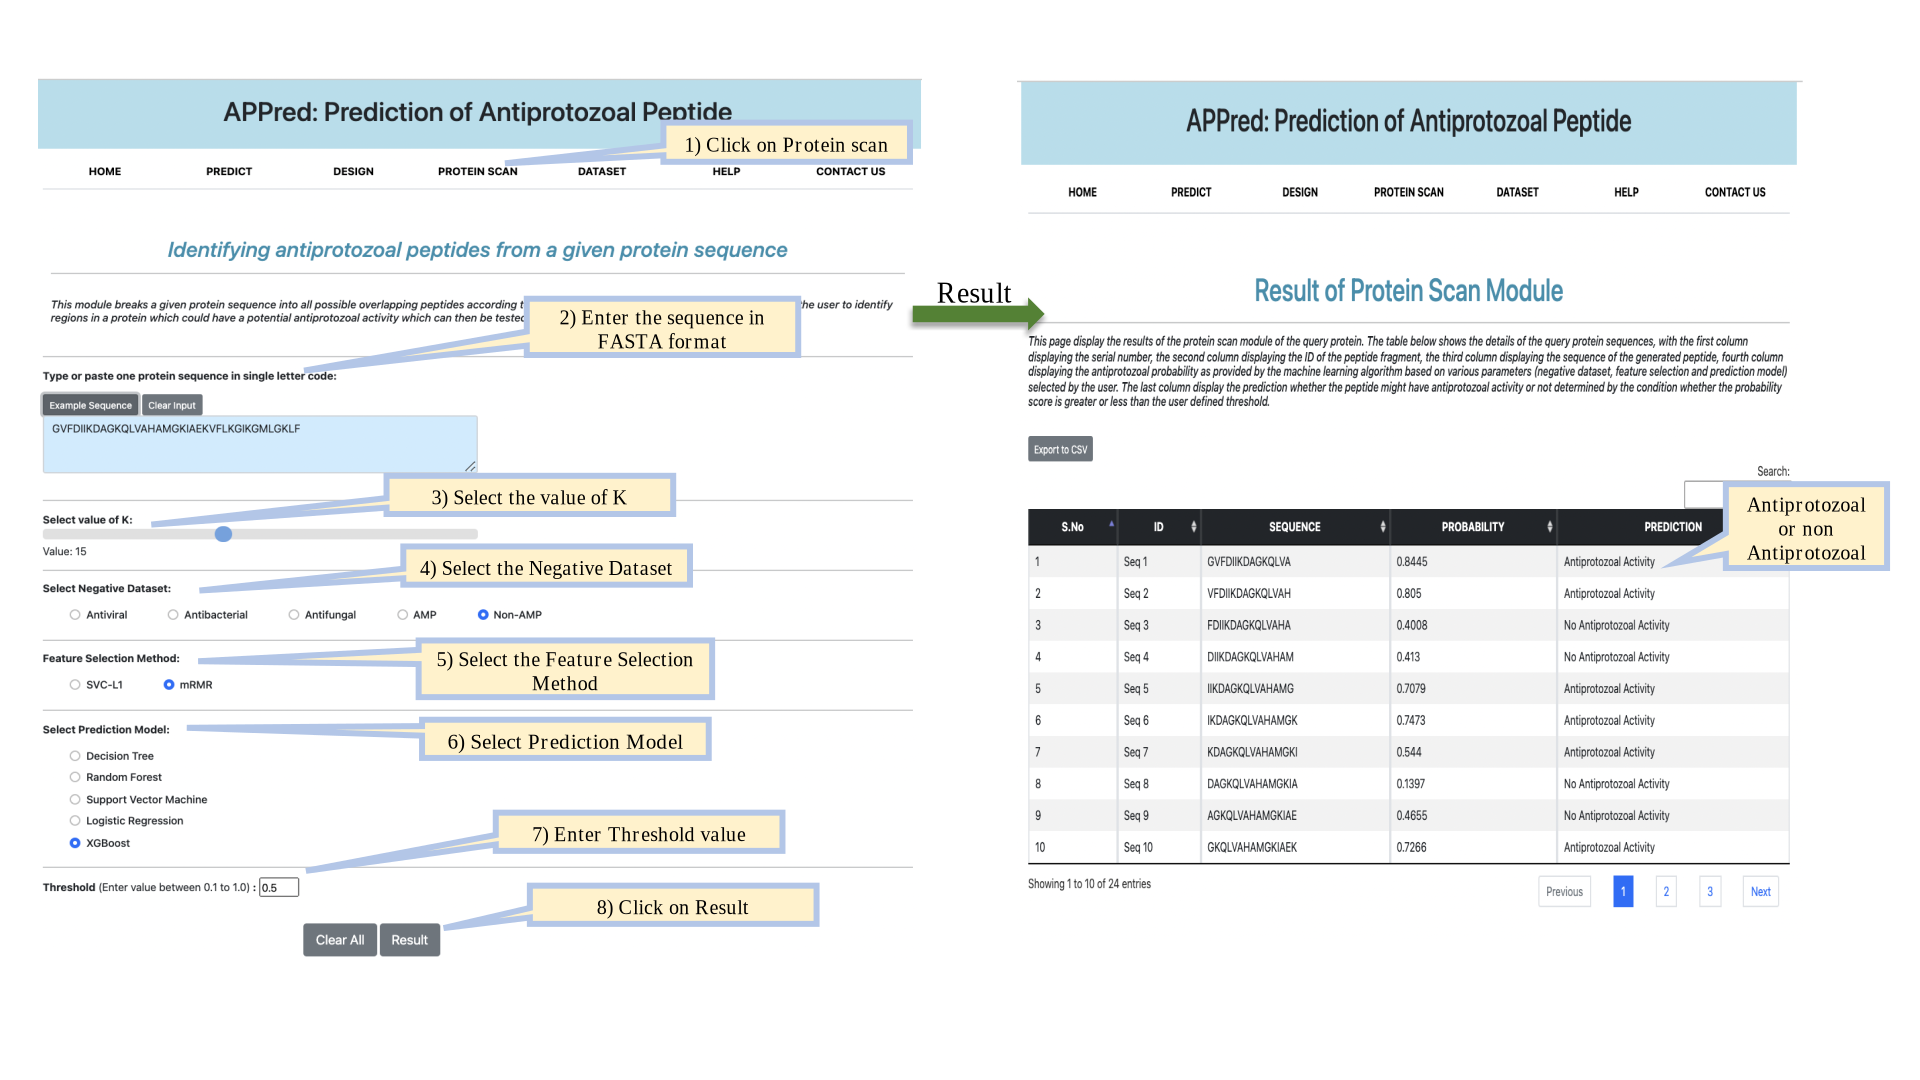 APPred: Prediction of Antiprotozoal Peptide
1) Click on Protein scan
HOME PREDICT DESIGN PROTEIN SCAN DATASET HELP CONTACT US
Identifying antiprotozoal peptides from a given protein sequence
This module breaks a given protein sequence into all possible overlapping peptides according the user to identify
regions in a protein which could have a potential antiprotozoal activity which can then be tested
2) Enter the sequence in
FASTA format
Type or paste one protein sequence in single letter code:
Example Sequence Clear Input
GVFDIIKDAGKQLVAHAMGKIAEKVFLKGIKGMLGKLF
3) Select the value of K
Select value of K:
Value: 15
4) Select the Negative Dataset
Select Negative Dataset:
Antiviral Antibacterial Antifungal AMP Non-AMP
5) Select the Feature Selection
Method
Feature Selection Method:
SVC-L1 mRMR
6) Select Prediction Model
Select Prediction Model:
Decision Tree
Random Forest
Support Vector Machine
Logistic Regression
XGBoost
7) Enter Threshold value
Threshold (Enter value between 0.1 to 1.0) : 0.5
8) Click on Result
Clear All Result
Result
APPred: Prediction of Antiprotozoal Peptide
HOME PREDICT DESIGN PROTEIN SCAN DATASET HELP CONTACT US
Result of Protein Scan Module
This page display the results of the protein scan module of the query protein. The table below shows the details of the query protein sequences, with the first column
displaying the serial number, the second column displaying the ID of the peptide fragment, the third column displaying the sequence of the generated peptide, fourth column
displaying the antiprotozoal probability as provided by the machine learning algorithm based on various parameters (negative dataset, feature selection and prediction model)
selected by the user. The last column display the prediction whether the peptide might have antiprotozoal activity or not determined by the condition whether the probability
score is greater or less than the user defined threshold.
Export to CSV
Search:
Antiprotozoal
or non
Antiprotozoal
S.No ID SEQUENCE PROBABILITY PREDICTION
1 Seq 1 GVFDIIKDAGKQLVA 0.8445 Antiprotozoal Activity
2 Seq 2 VFDIIKDAGKQLVAH 0.805 Antiprotozoal Activity
3 Seq 3 FDIIKDAGKQLVAHA 0.4008 No Antiprotozoal Activity
4 Seq 4 DIIKDAGKQLVAHAM 0.413 No Antiprotozoal Activity
5 Seq 5 IIKDAGKQLVAHAMG 0.7079 Antiprotozoal Activity
6 Seq 6 IKDAGKQLVAHAMGK 0.7473 Antiprotozoal Activity
7 Seq 7 KDAGKQLVAHAMGKI 0.544 Antiprotozoal Activity
8 Seq 8 DAGKQLVAHAMGKIA 0.1397 No Antiprotozoal Activity
9 Seq 9 AGKQLVAHAMGKIAE 0.4655 No Antiprotozoal Activity
10 Seq 10 GKQLVAHAMGKIAEK 0.7266 Antiprotozoal Activity
Showing 1 to 10 of 24 entries
Previous 1 2 3 Next